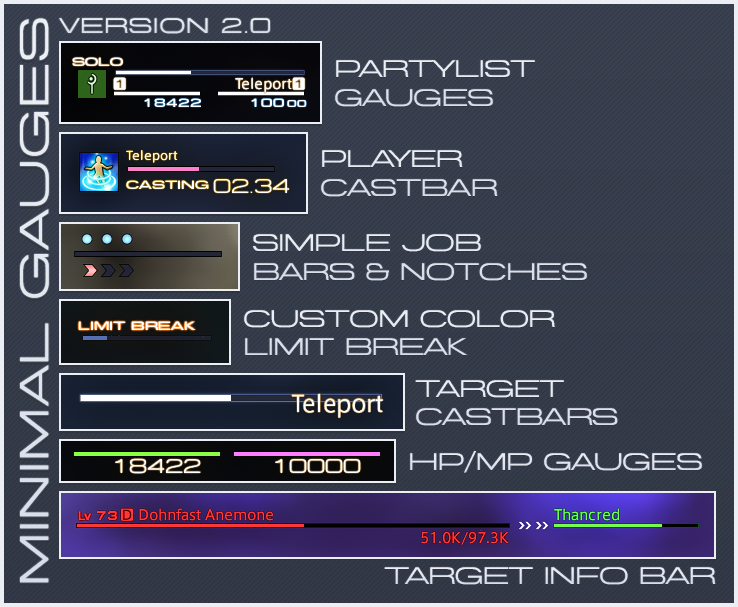 MINIMAL GAUGES
VERSION 2.0
SOLO
1
Teleport 1
18422 10000
PARTYLIST
GAUGES
Teleport
CASTING 02.34
PLAYER
CASTBAR
SIMPLE JOB
BARS & NOTCHES
LIMIT BREAK
CUSTOM COLOR
LIMIT BREAK
Teleport
TARGET
CASTBARS
18422 10000
HP/MP GAUGES
Lv 73 D Dohnfast Anemone
51.0K/97.3K
Thancred
TARGET INFO BAR